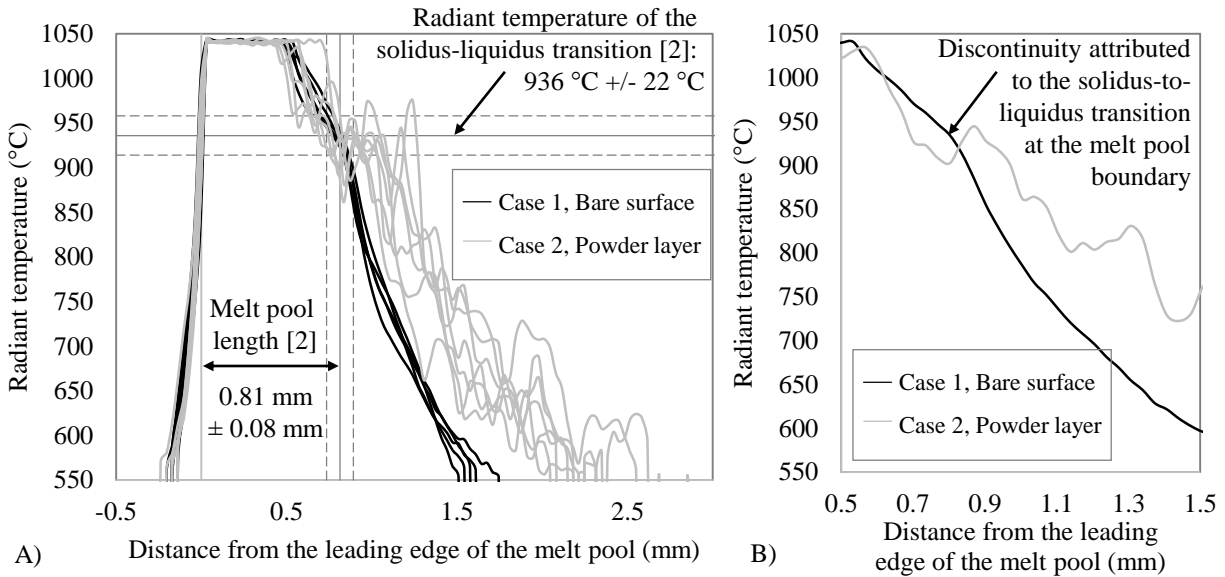 1050
1000
950
900
850
800
750
700
650
600
550
Radiant temperature (°C)
Radiant temperature of the
solidus-liquidus transition [2]:
936 °C +/- 22 °C
Case 1, Bare surface
Case 2, Powder layer
Melt pool
length [2]
0.81 mm
± 0.08 mm
-0.5
0.5
1.5
2.5
A)
Distance from the leading edge of the melt pool (mm)
1050
1000
950
900
850
800
750
700
650
600
550
Radiant temperature (°C)
Discontinuity attributed
to the solidus-to-
liquidus transition
at the melt pool
boundary
Case 1, Bare surface
Case 2, Powder layer
0.5
0.7
0.9
1.1
1.3
1.5
B)
Distance from the leading
edge of the melt pool (mm)